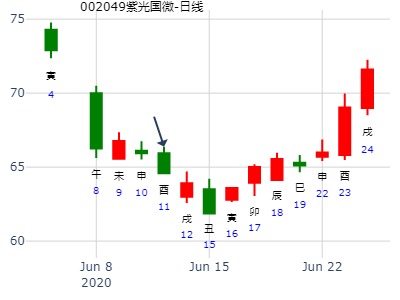 002049紫光国微-日线
75
70
65
60
寅
4
午
8
未
9
申
10
酉
11
戌
12
丑
15
寅
16
卯
17
辰
18
巳
19
申
22
酉
23
戌
24
Jun 8
2020
Jun 15
Jun 22